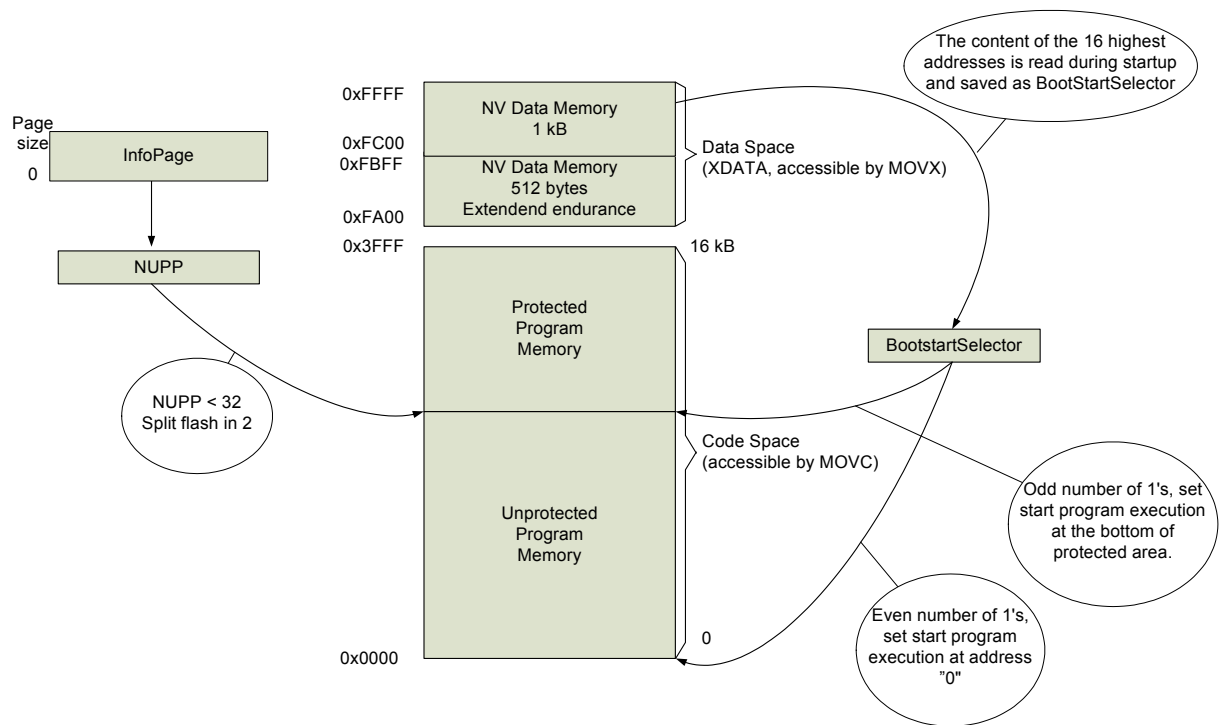 The content of the 16 highest
addresses is read during startup
and saved as BootStartSelector
Page
size
0
InfoPage
NUPP
NUPP < 32
Split flash in 2
0xFFFF
0xFC00
0xFBFF
0xFA00
0x3FFF
0x0000
NV Data Memory
1 kB
NV Data Memory
512 bytes
Extendend endurance
Data Space
(XDATA, accessible by MOVX)
16 kB
Protected
Program
Memory
Unprotected
Program
Memory
Code Space
(accessible by MOVC)
0
BootstartSelector
Odd number of 1's, set
start program execution
at the bottom of
protected area.
Even number of 1's,
set start program
execution at address
"0"